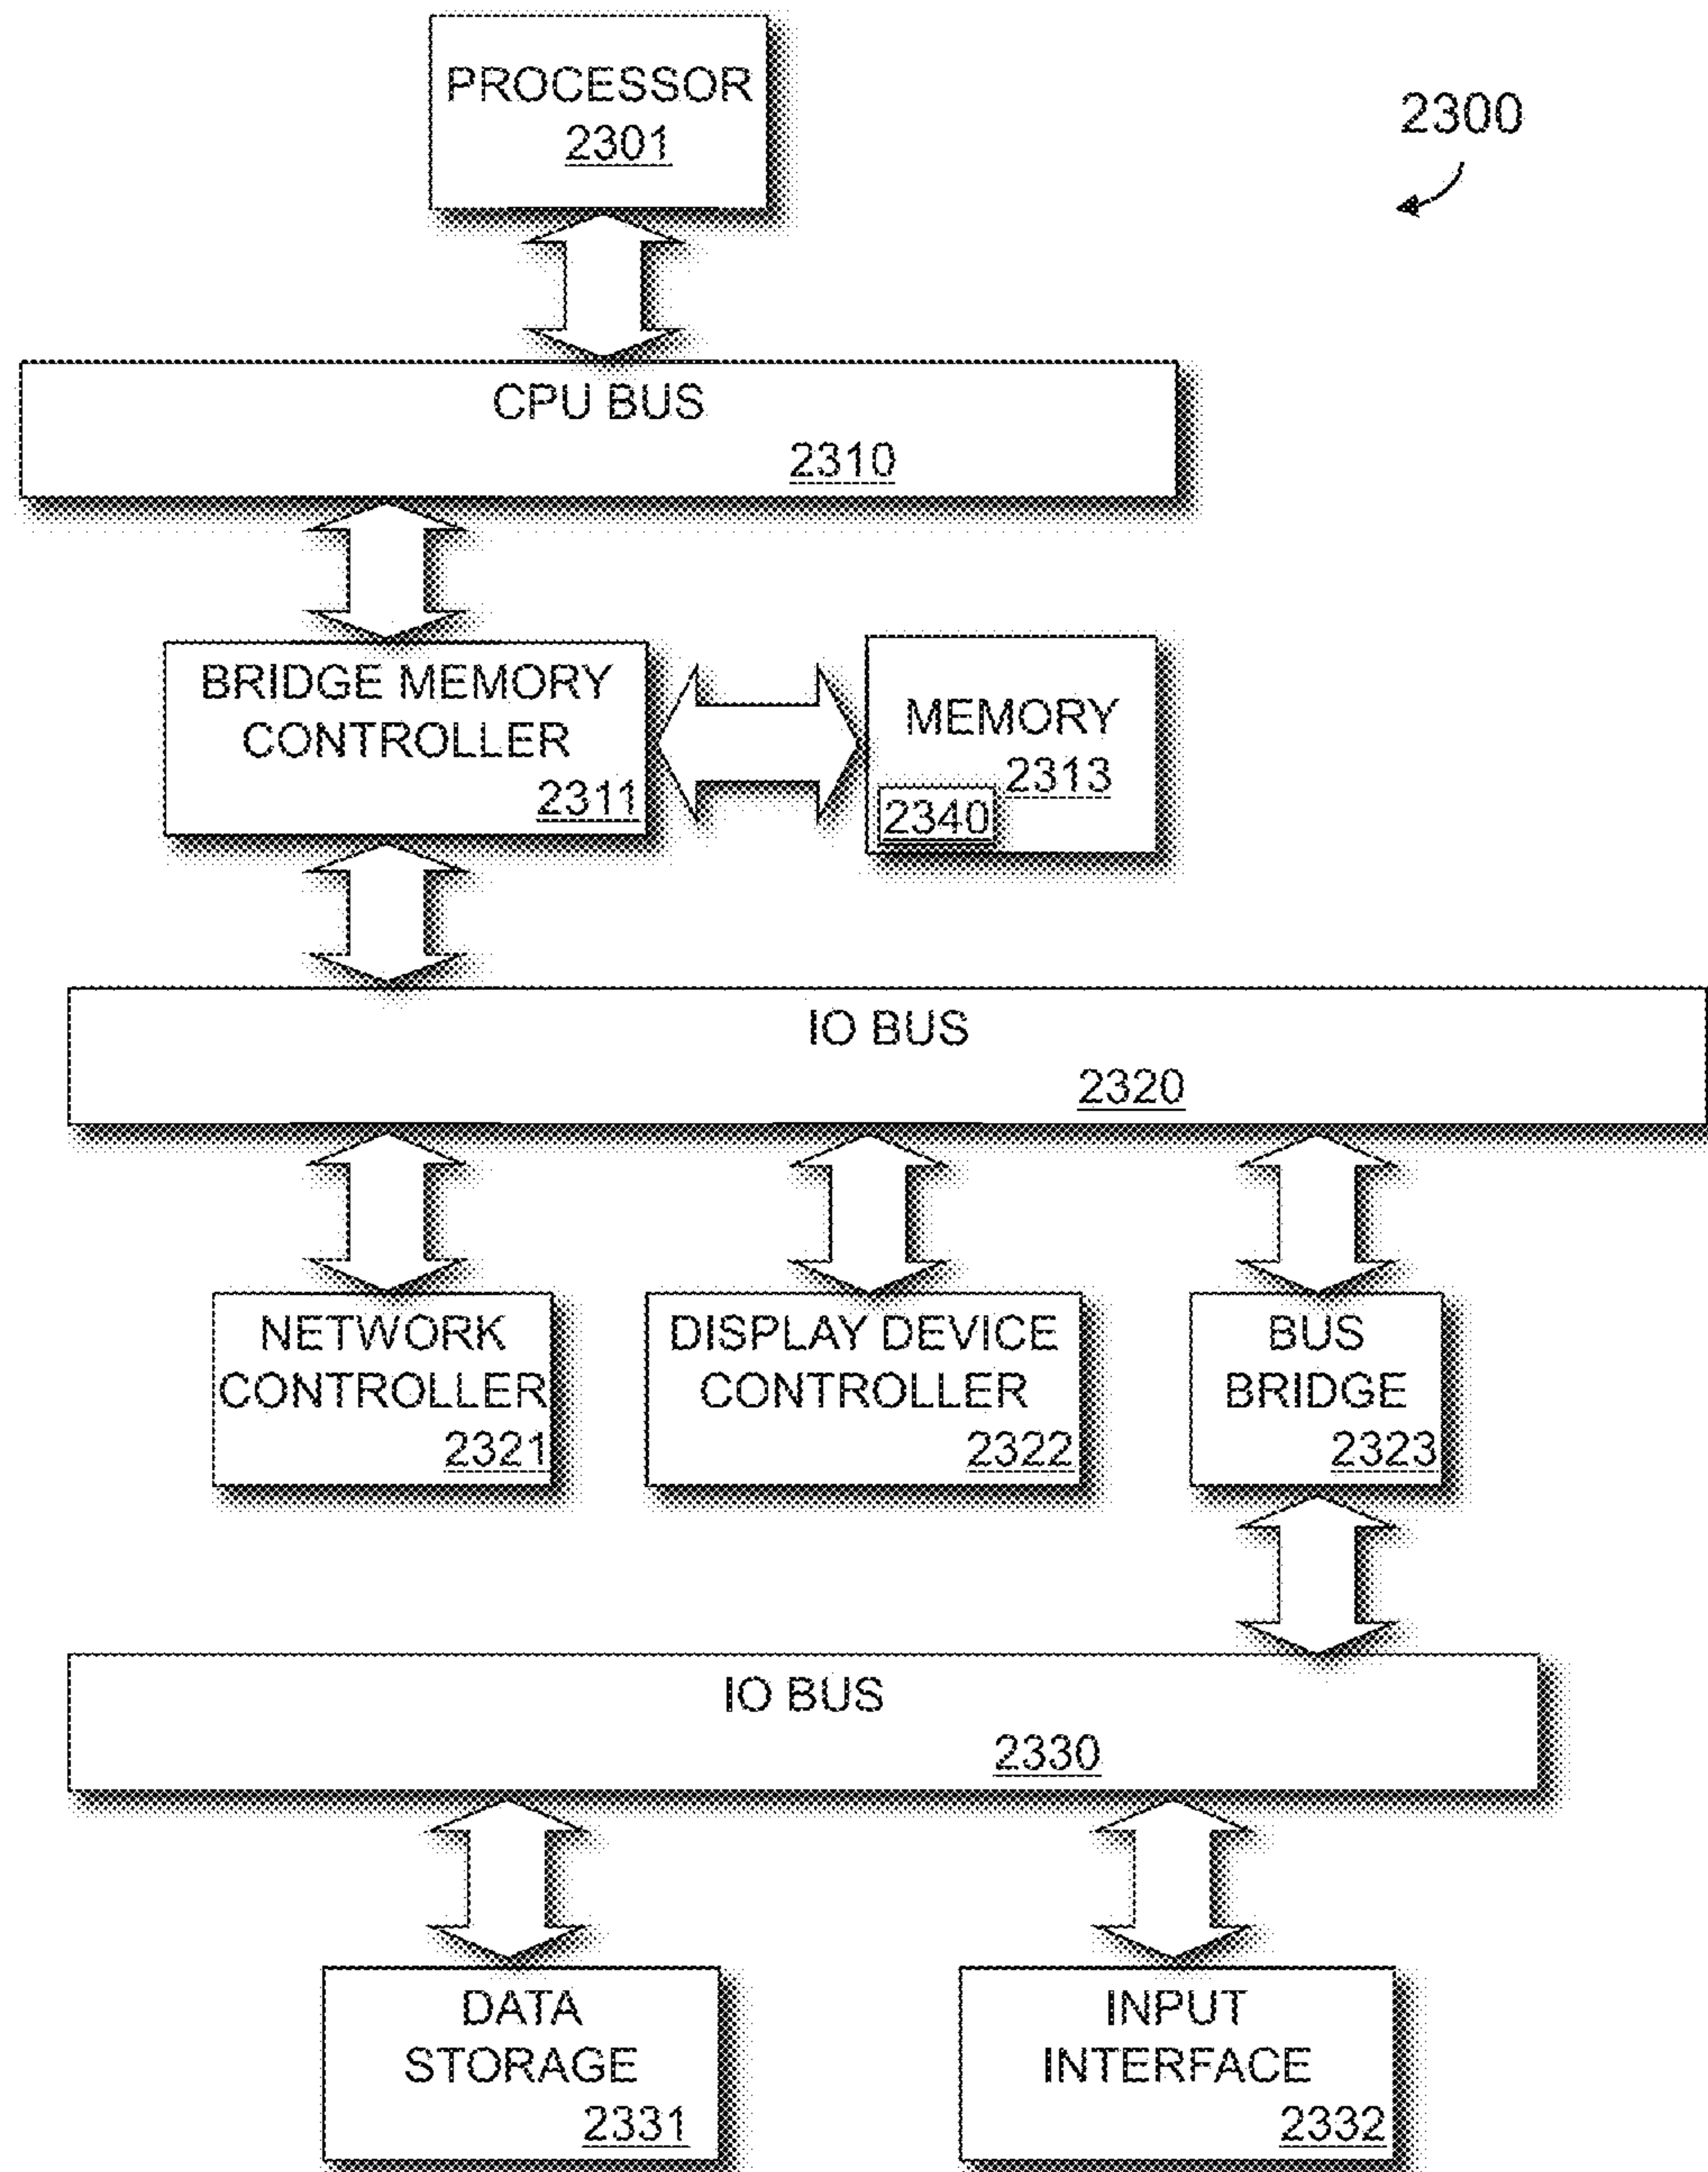 PROCESSOR
2301
2300
CPU BUS
2310
BRIDGE MEMORY
CONTROLLER
2311
MEMORY
2313
2340
IO BUS
2320
NETWORK
CONTROLLER
2321
DISPLAY DEVICE
CONTROLLER
2322
BUS
BRIDGE
2323
IO BUS
2330
DATA
STORAGE
2331
INPUT
INTERFACE
2332